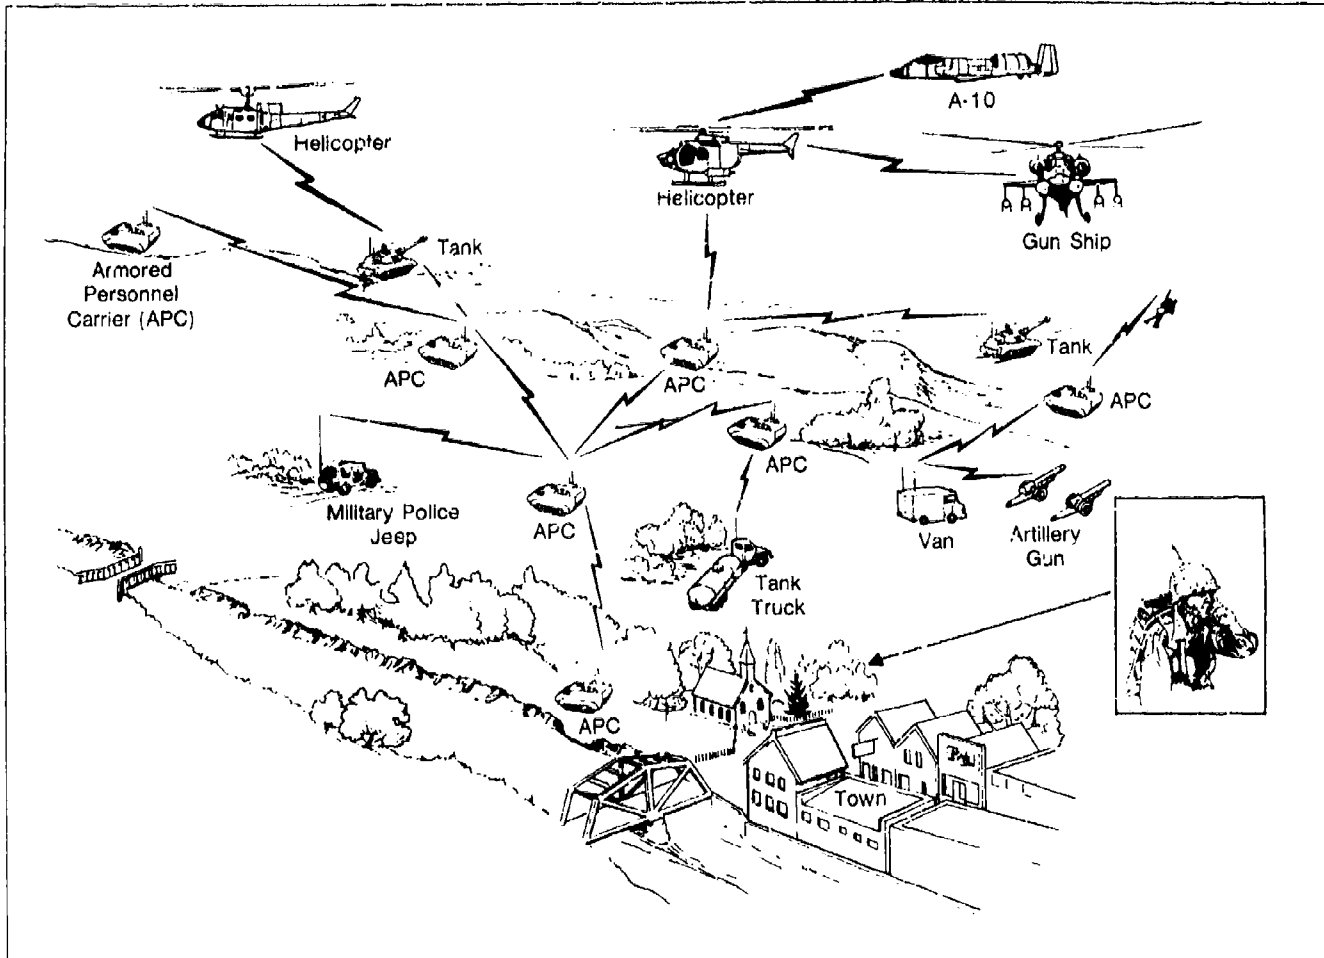 A-10
Helicopter
Helicopter
Gun Ship
Tank
Armored
Personnel
Carrier (APC)
Tank
APC
APC
APC
APC
Military Police
Jeep
APC
Van
Artillery
Gun
Tank
Truck
APC
Town